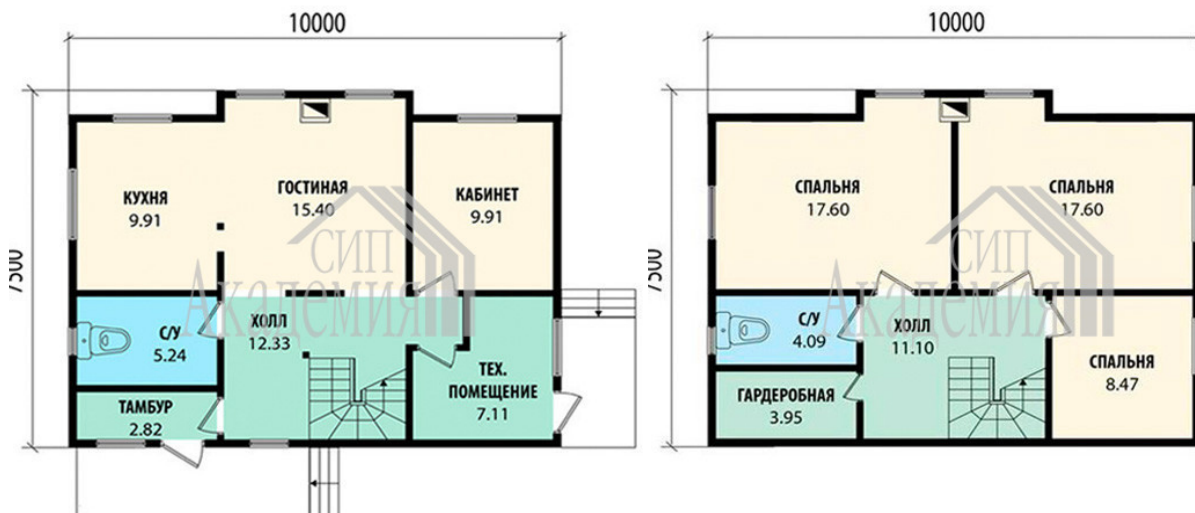 10000
10000
7500
КУХНЯ
9.91
ГОСТИНАЯ
15.40
КАБИНЕТ
9.91
С/У
5.24
ХОЛЛ
12.33
ТАМБУР
2.82
ТЕХ.
ПОМЕЩЕНИЕ
7.11
СИП
Академия
7500
СПАЛЬНЯ
17.60
СПАЛЬНЯ
17.60
С/У
4.09
ХОЛЛ
11.10
СПАЛЬНЯ
8.47
ГАРДЕРОБНАЯ
3.95
СИП
Академия